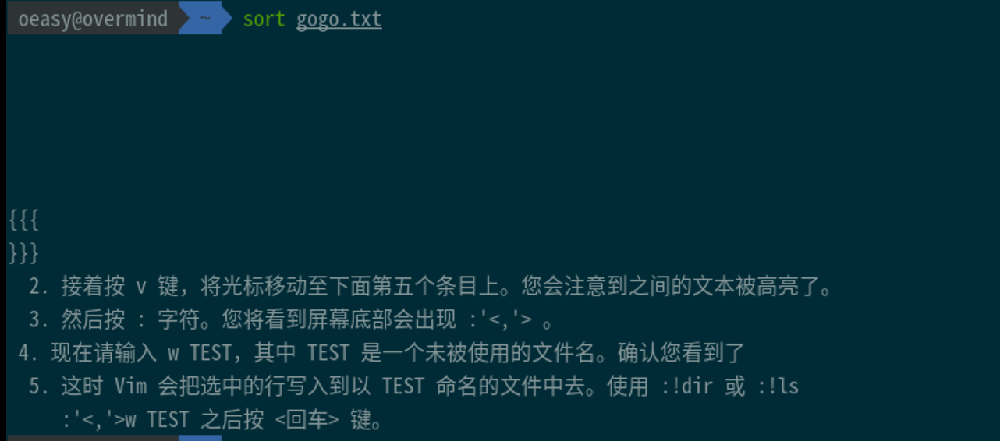 oeasy@overmind ~ sort gogo.txt
{{{
}}}
2. 接着按 v 键，将光标移动至下面第五个条目上。您会注意到之间的文本被高亮了。
3. 然后按 : 字符。您将看到屏幕底部会出现 :'<,'> 。
4. 现在请输入 w TEST，其中 TEST 是一个未被使用的文件名。确认您看到了
5. 这时 Vim 会把选中的行写入到以 TEST 命名的文件中去。使用 :!dir 或 :!ls
:'<,'>w TEST 之后按 <回车> 键。